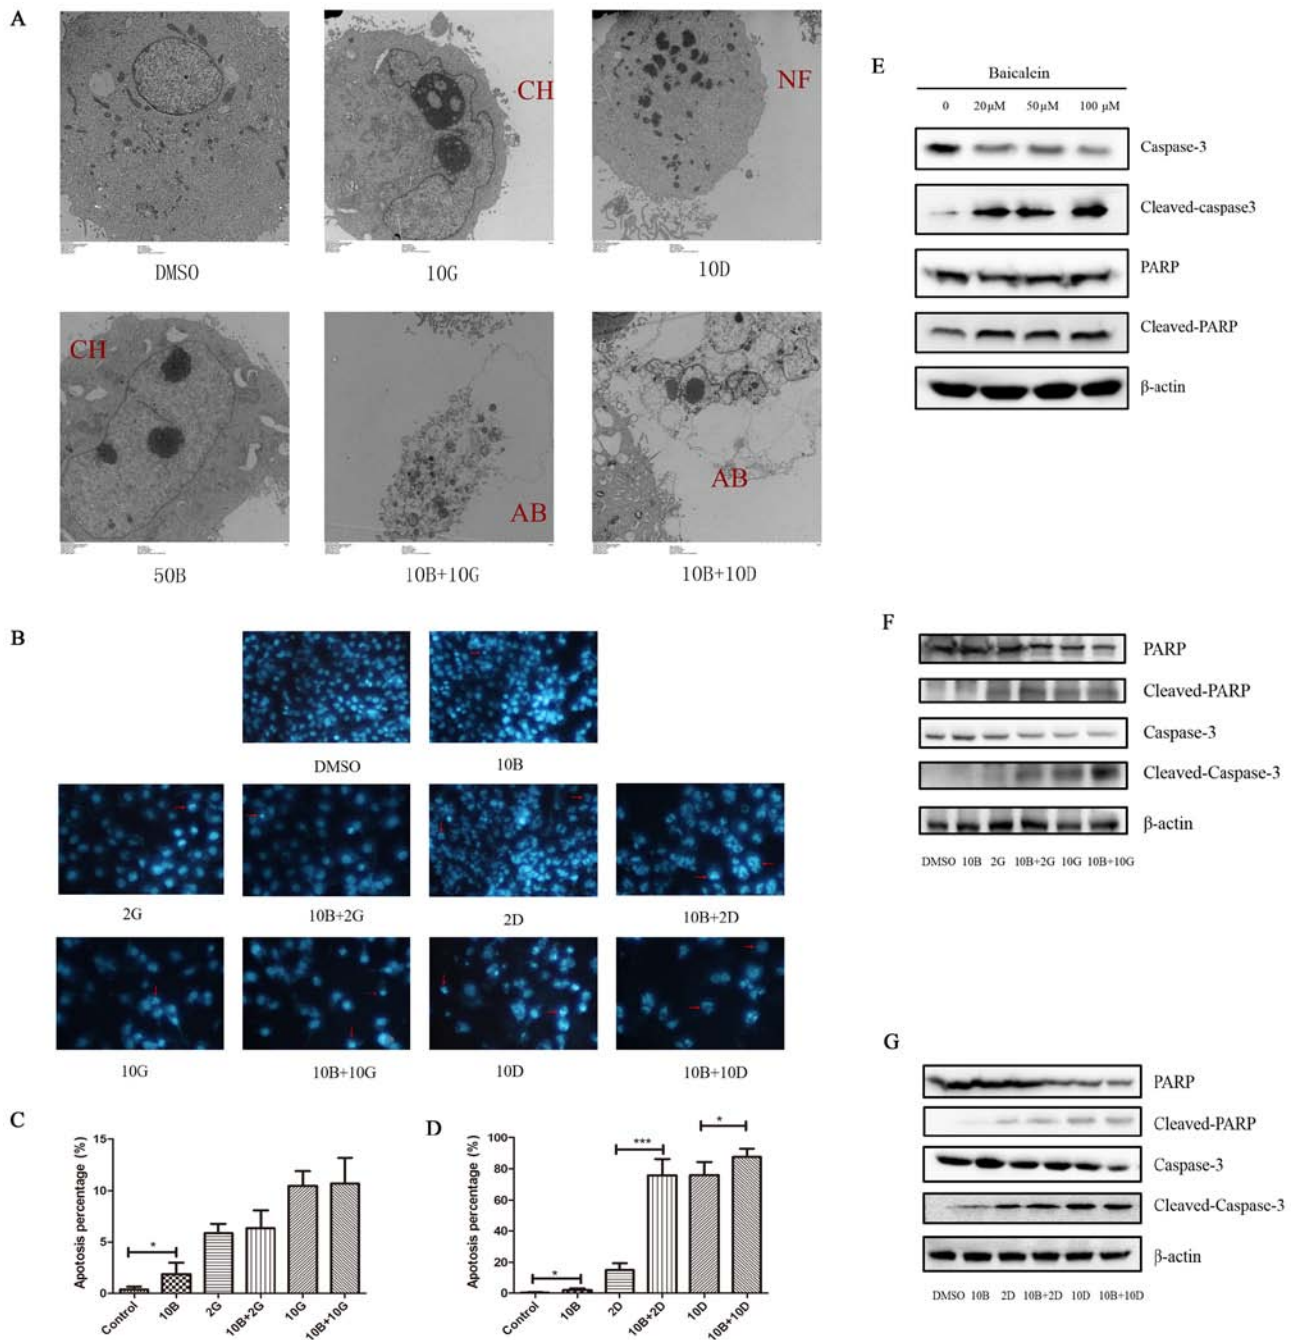 A
CH
NF
DMSO
10G
10D
CH
AB
AB
50B
10B+10G
10B+10D
B
DMSO
10B
2G
10B+2G
2D
10B+2D
10G
10B+10G
10D
10B+10D
C
Apotosis percentage (%)
15
10
5
0
*
Control
10B
2G
10B+2G
10G
10B+10G
D
Apotosis percentage (%)
100
80
60
40
20
0
*
***
*
Control
10B
2D
10B+2D
10D
10B+10D
E
Baicalein
0 20μM 50μM 100 μM
Caspase-3
Cleaved-caspase3
PARP
Cleaved-PARP
β-actin
F
PARP
Cleaved-PARP
Caspase-3
Cleaved-Caspase-3
β-actin
DMSO 10B 2G 10B+2G 10G 10B+10G
G
PARP
Cleaved-PARP
Caspase-3
Cleaved-Caspase-3
β-actin
DMSO 10B 2D 10B+2D 10D 10B+10D